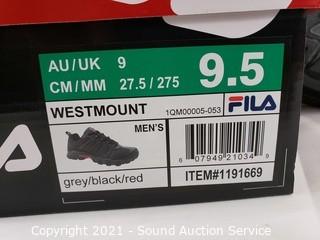 AU/UK 9
CM/MM 27.5 / 275
9.5
WESTMOUNT
1QM00005-053
FILA
MEN'S
6 07949 21034 9
grey/black/red
ITEM#1191669
Copyright 2021 - Sound Auction Service